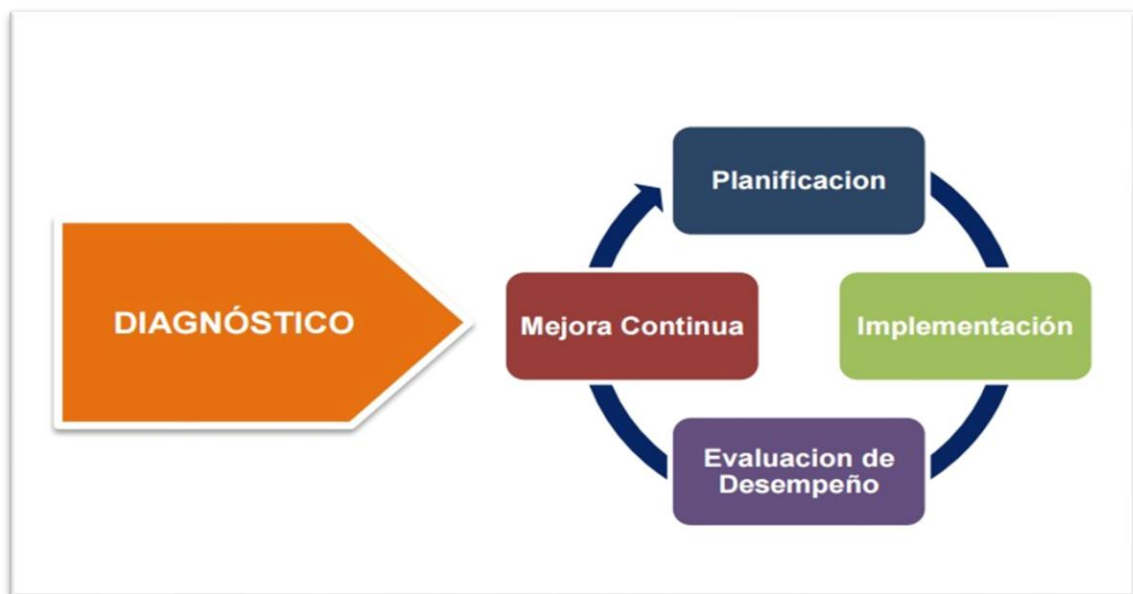 DIAGNÓSTICO
Planificacion
Mejora Continua
Implementación
Evaluacion de
Desempeño